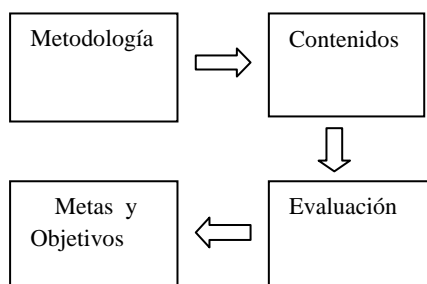 Metodología
Contenidos
Metas y
Objetivos
Evaluación